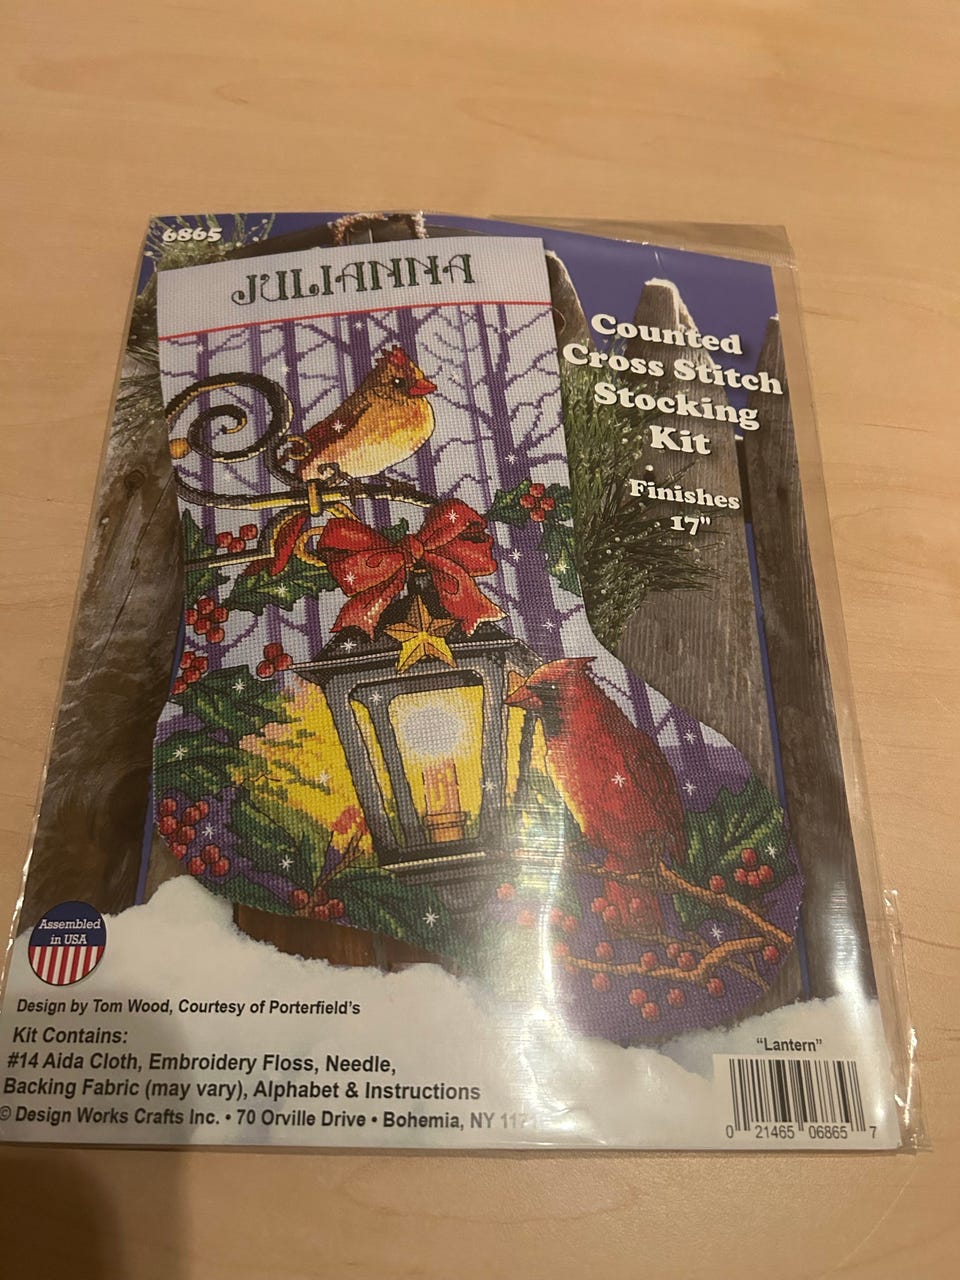 6865
JULIANNA
Counted
Cross Stitch
Stocking
Kit
Finishes
17"
Assembled
in USA
Design by Tom Wood, Courtesy of Porterfield's
Kit Contains:
#14 Aida Cloth, Embroidery Floss, Needle,
Backing Fabric (may vary), Alphabet & Instructions
© Design Works Crafts Inc. • 70 Orville Drive • Bohemia, NY
"Lantern"
0 21465 06865 7